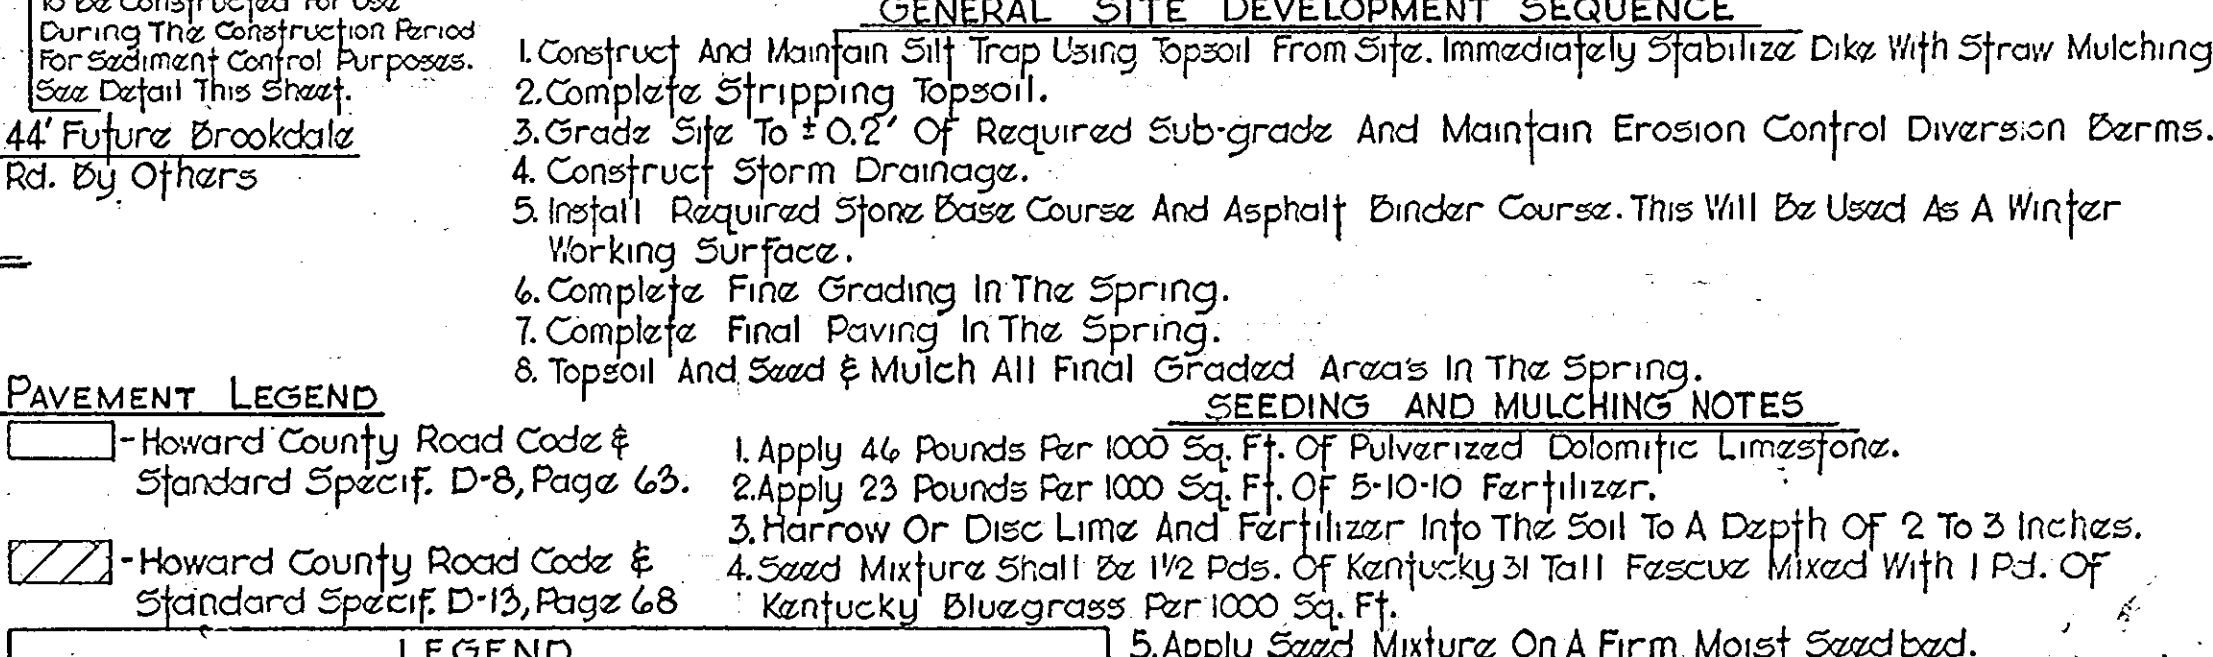 To Be Constructed For Use
During The Construction Period
For Sediment Control Purposes.
See Detail This Sheet.
44' Future Brookdale
Rd. By Others
GENERAL SITE DEVELOPMENT SEQUENCE
1. Construct And Maintain Silt Trap Using Topsoil From Site. Immediately Stabilize Dike With Straw Mulching
2. Complete Stripping Topsoil.
3. Grade Site To ± 0.2' Of Required Sub-grade And Maintain Erosion Control Diversion Berms.
4. Construct Storm Drainage.
5. Install Required Stone Base Course And Asphalt Binder Course. This Will Be Used As A Winter
Working Surface.
6. Complete Fine Grading In The Spring.
7. Complete Final Paving In The Spring.
8. Topsoil And Seed & Mulch All Final Graded Area's In The Spring.
PAVEMENT LEGEND
-Howard County Road Code &
Standard Specif. D-8, Page 63.
-Howard County Road Code &
Standard Specif. D-13, Page 68
LEGEND
SEEDING AND MULCHING NOTES
1. Apply 46 Pounds Per 1000 Sq. Ft. Of Pulverized Dolomitic Limestone.
2. Apply 23 Pounds Per 1000 Sq. Ft. Of 5-10-10 Fertilizer.
3. Harrow Or Disc Lime And Fertilizer Into The Soil To A Depth Of 2 To 3 Inches.
4. Seed Mixture Shall Be 1½ Pds. Of Kentucky 31 Tall Fescue Mixed With 1 Pd. Of
Kentucky Bluegrass Per 1000 Sq. Ft.
5. Apply Seed Mixture On A Firm Moist Seedbed.